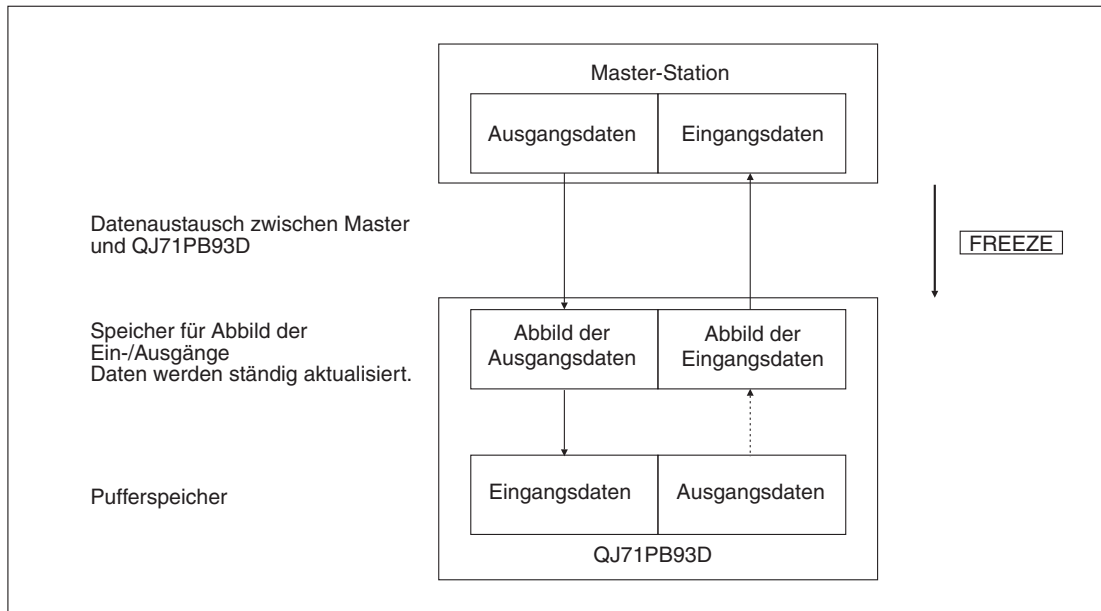 Master-Station
Ausgangsdaten
Eingangsdaten
Datenaustausch zwischen Master
und QJ71PB93D
FREEZE
Speicher für Abbild der
Ein-/Ausgänge
Daten werden ständig aktualisiert.
Abbild der
Ausgangsdaten
Abbild der
Eingangsdaten
Pufferspeicher
Eingangsdaten
Ausgangsdaten
QJ71PB93D